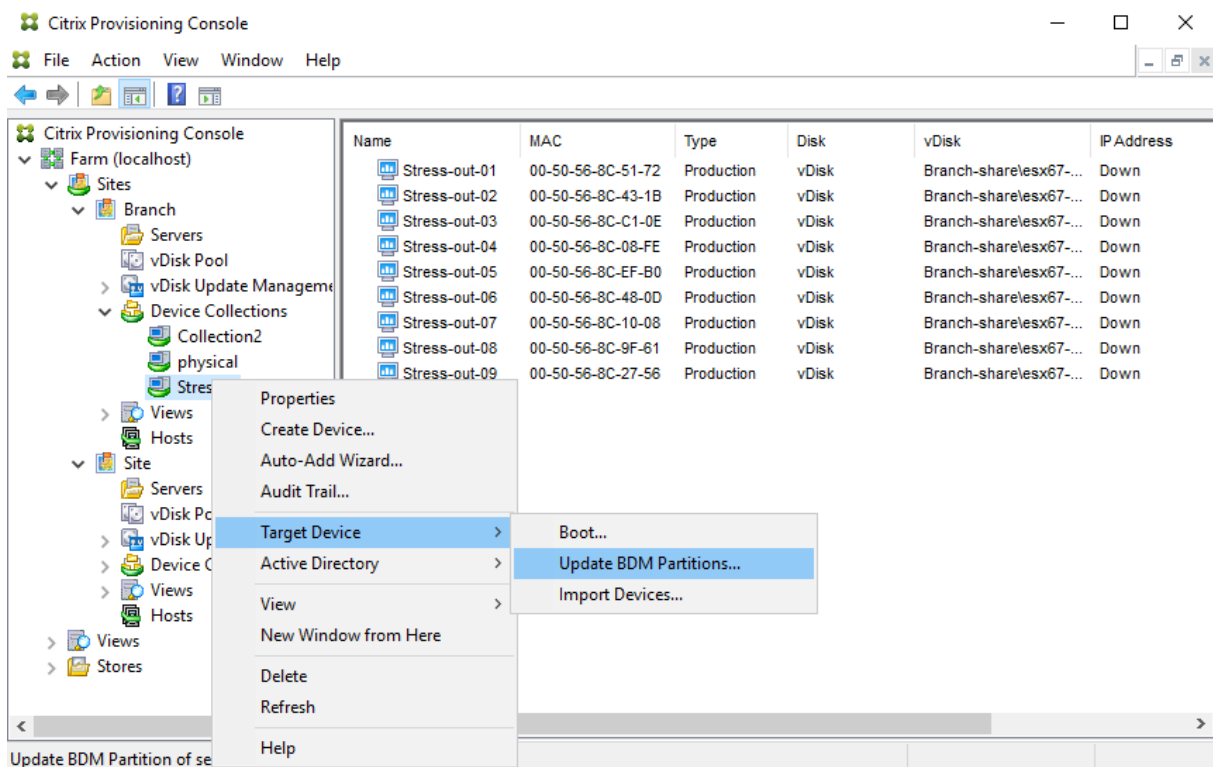 Citrix Provisioning Console
File Action View Window Help
Citrix Provisioning Console
Farm (localhost)
Sites
Branch
Servers
vDisk Pool
vDisk Update Manageme
Device Collections
Collection2
physical
Stres
Views
Hosts
Site
Servers
vDisk Po
vDisk Up
Device C
Views
Hosts
Views
Stores
Name MAC Type Disk vDisk IP Address
Stress-out-01 00-50-56-8C-51-72 Production vDisk Branch-share\esx67-... Down
Stress-out-02 00-50-56-8C-43-1B Production vDisk Branch-share\esx67-... Down
Stress-out-03 00-50-56-8C-C1-0E Production vDisk Branch-share\esx67-... Down
Stress-out-04 00-50-56-8C-08-FE Production vDisk Branch-share\esx67-... Down
Stress-out-05 00-50-56-8C-EF-B0 Production vDisk Branch-share\esx67-... Down
Stress-out-06 00-50-56-8C-48-0D Production vDisk Branch-share\esx67-... Down
Stress-out-07 00-50-56-8C-10-08 Production vDisk Branch-share\esx67-... Down
Stress-out-08 00-50-56-8C-9F-61 Production vDisk Branch-share\esx67-... Down
Stress-out-09 00-50-56-8C-27-56 Production vDisk Branch-share\esx67-... Down
Properties
Create Device...
Auto-Add Wizard...
Audit Trail...
Target Device
Active Directory
View
New Window from Here
Delete
Refresh
Help
Boot...
Update BDM Partitions...
Import Devices...
Update BDM Partition of se